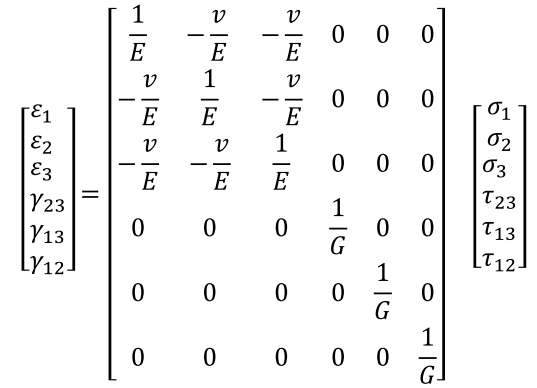 [ε₁ ε₂ ε₃ γ₂₃ γ₁₃ γ₁₂] = [
1/E −v/E −v/E 0 0 0
−v/E 1/E −v/E 0 0 0
−v/E −v/E 1/E 0 0 0
0 0 0 1/G 0 0
0 0 0 0 1/G 0
0 0 0 0 0 1/G
] [σ₁ σ₂ σ₃ τ₂₃ τ₁₃ τ₁₂]